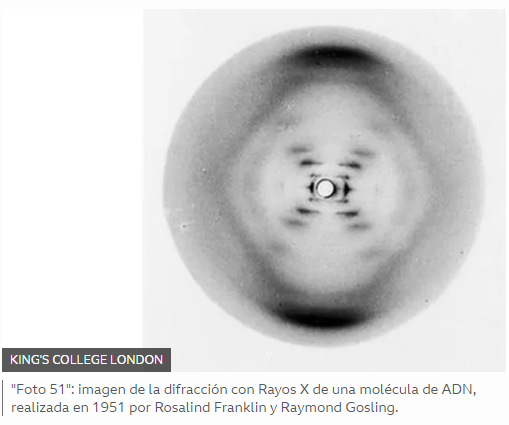 KING'S COLLEGE LONDON
"Foto 51": imagen de la difracción con Rayos X de una molécula de ADN,
realizada en 1951 por Rosalind Franklin y Raymond Gosling.